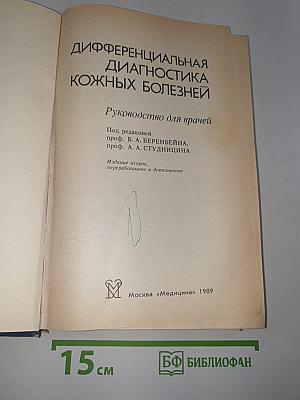 ДИФФЕРЕНЦИАЛЬНАЯ
ДИАГНОСТИКА
КОЖНЫХ БОЛЕЗНЕЙ
Руководство для врачей
Под редакцией
проф. Б. А. БЕРЕНБЕЙНА,
проф. А. А. СТУДНИЦИНА
Издание второе,
переработанное и дополненное
Москва «Медицина» 1989
15 см
БФ БИБЛИОФАН